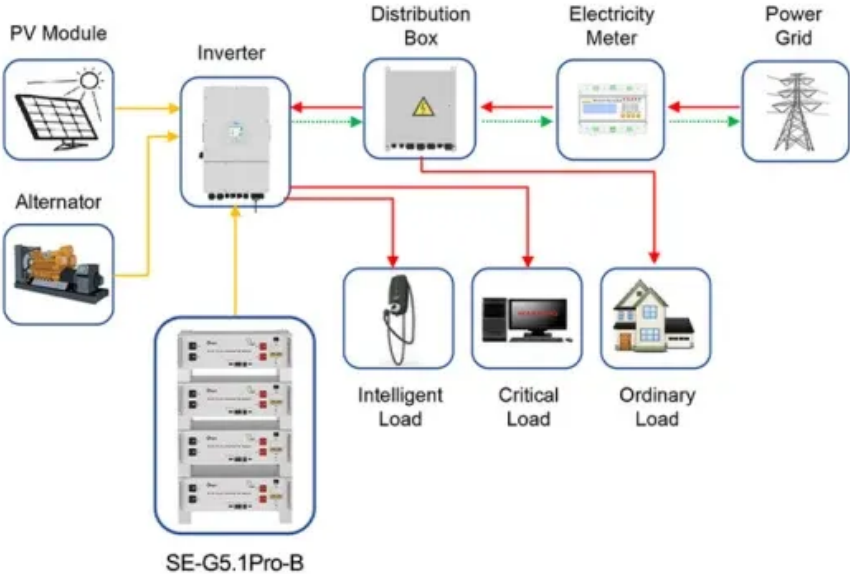 PV Module
Inverter
Distribution
Box
Electricity
Meter
Power
Grid
Alternator
Intelligent
Load
Critical
Load
Ordinary
Load
SE-G5.1Pro-B